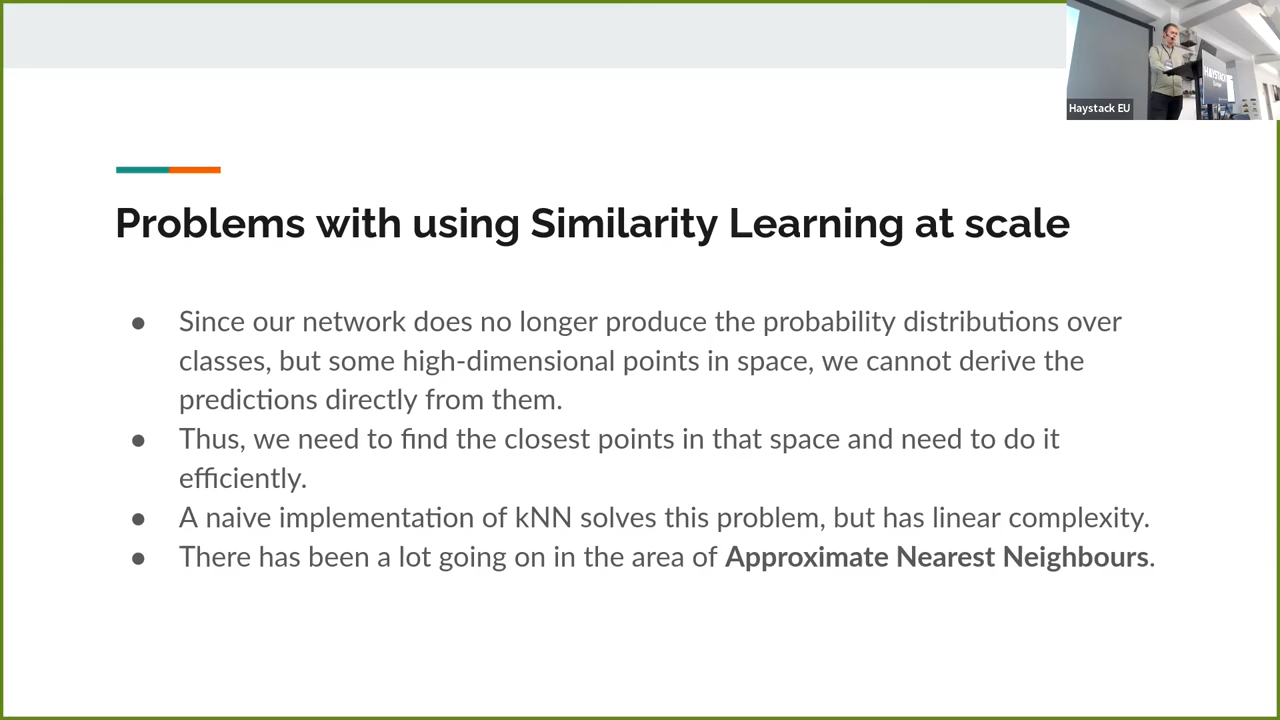 Haystack EU
HAYSTACK
Problems with using Similarity Learning at scale
● Since our network does no longer produce the probability distributions over
classes, but some high-dimensional points in space, we cannot derive the
predictions directly from them.
● Thus, we need to find the closest points in that space and need to do it
efficiently.
● A naive implementation of kNN solves this problem, but has linear complexity.
● There has been a lot going on in the area of Approximate Nearest Neighbours.